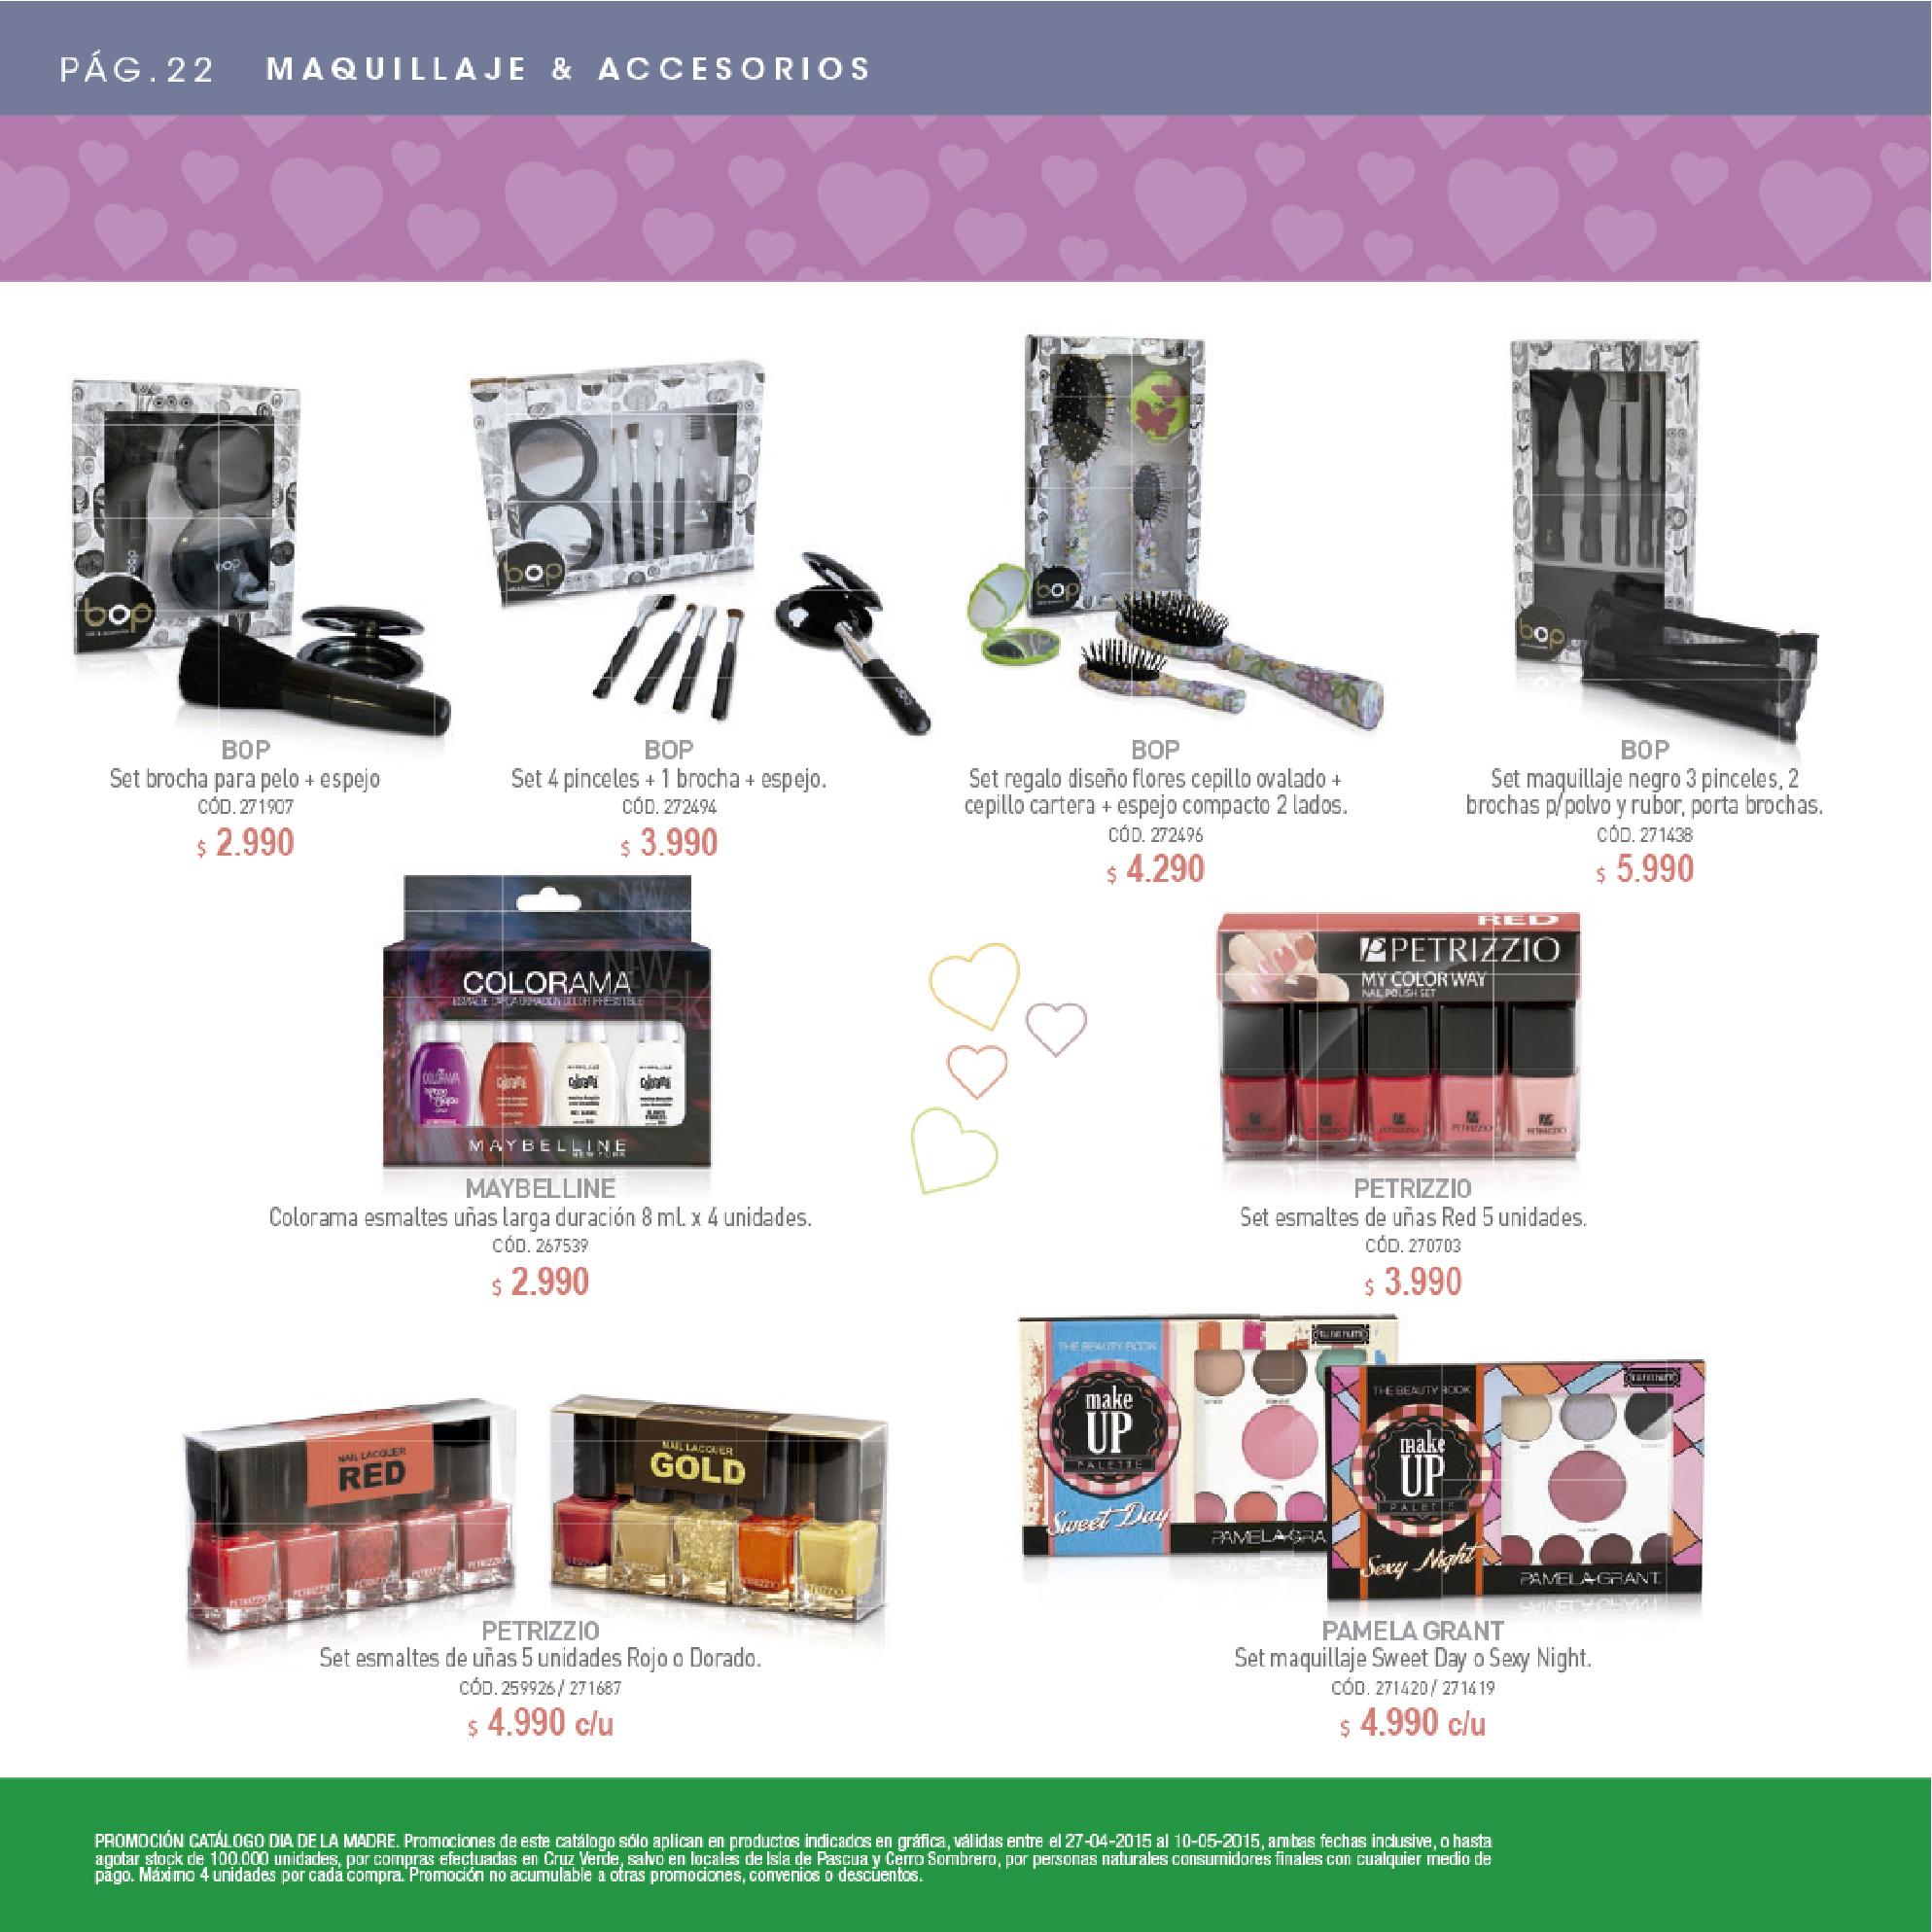 PÁG.22 MAQUILLAJE & ACCESORIOS
bop
bop
bop
bop
bop
BOP
Set brocha para pelo + espejo
CÓD. 271907
$ 2.990
BOP
Set 4 pinceles + 1 brocha + espejo.
CÓD. 272494
$ 3.990
BOP
Set regalo diseño flores cepillo ovalado +
cepillo cartera + espejo compacto 2 lados.
CÓD. 272496
$ 4.290
BOP
Set maquillaje negro 3 pinceles, 2
brochas p/polvo y rubor, porta brochas.
CÓD. 271438
$ 5.990
COLORAMA
MAYBELLINE
NEW YORK
MAYBELLINE
Colorama esmaltes uñas larga duración 8 ml. x 4 unidades.
CÓD. 267539
$ 2.990
RED
PETRIZZIO
MY COLOR WAY
NAIL POLISH SET
PETRIZZIO
Set esmaltes de uñas Red 5 unidades.
CÓD. 270703
$ 3.990
NAIL LACQUER
RED
NAIL LACQUER
GOLD
PETRIZZIO
Set esmaltes de uñas 5 unidades Rojo o Dorado.
CÓD. 259926/ 271687
$ 4.990 c/u
THE BEAUTY BOOK
make
UP
PALETTE
Sweet Day
PAMELA GRA
THE BEAUTY BOOK
make
UP
PALETTE
Sexy Night
PAMELA GRANT
PAMELA GRANT
Set maquillaje Sweet Day o Sexy Night.
CÓD. 271420/ 271419
$ 4.990 c/u
PROMOCIÓN CATÁLOGO DIA DE LA MADRE. Promociones de este catálogo sólo aplican en productos indicados en gráfica, válidas entre el 27-04-2015 al 10-05-2015, ambas fechas inclusive, o hasta
agotar stock de 100.000 unidades, por compras efectuadas en Cruz Verde, salvo en locales de Isla de Pascua y Cerro Sombrero, por personas naturales consumidores finales con cualquier medio de
pago. Máximo 4 unidades por cada compra. Promoción no acumulable a otras promociones, convenios o descuentos.